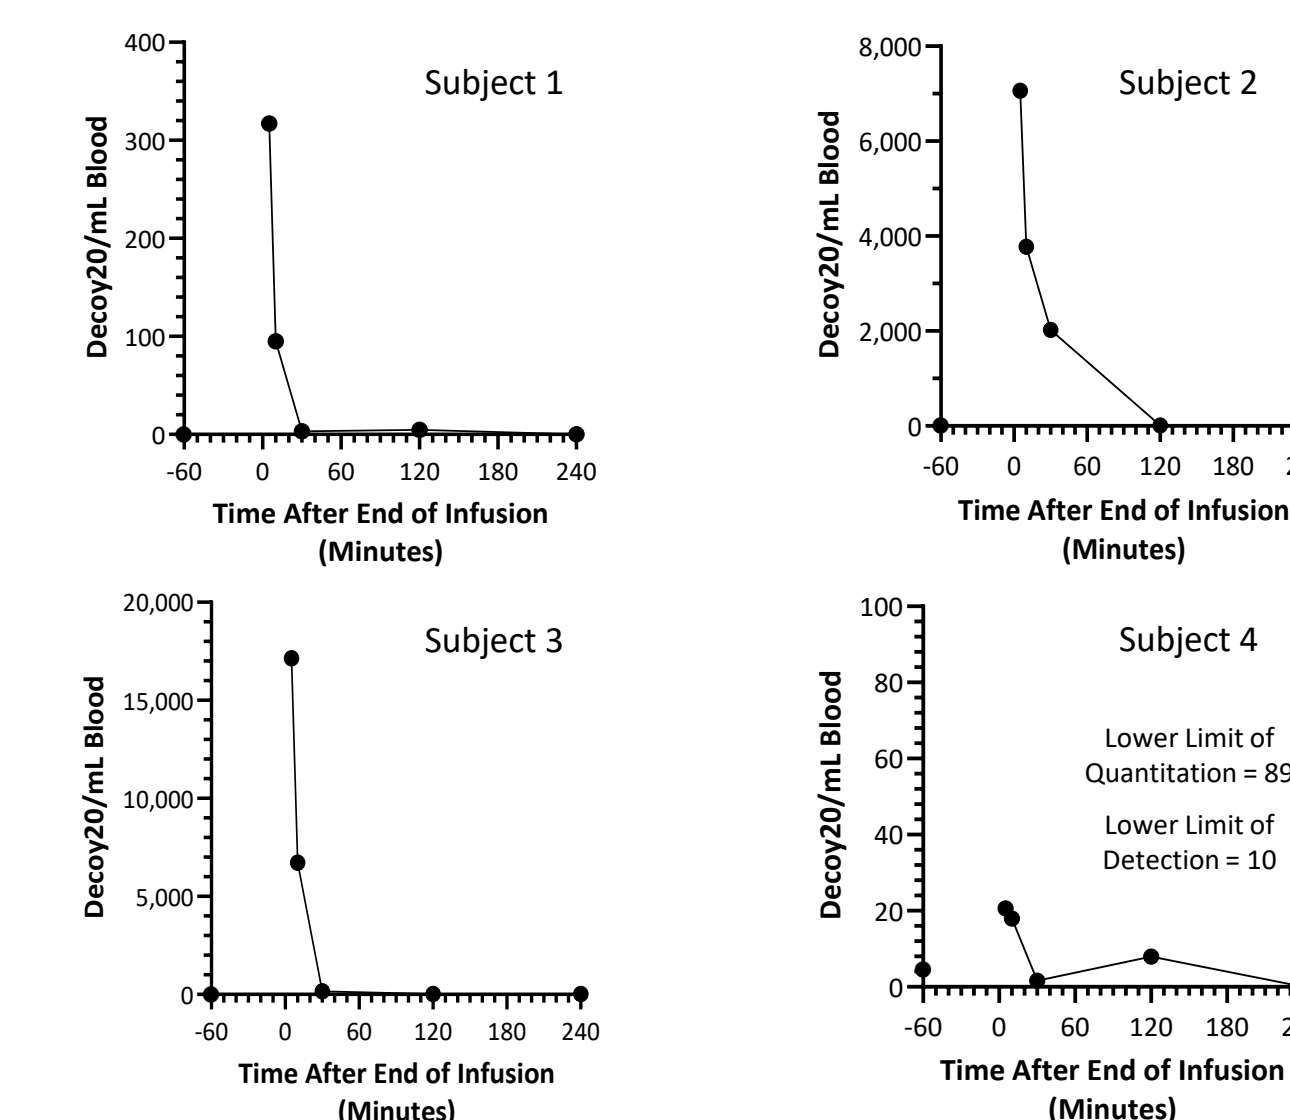 Subject 1
400
300
200
100
0
Decoy20/mL Blood
-60 0 60 120 180 240
Time After End of Infusion
(Minutes)
Subject 2
8,000
6,000
4,000
2,000
0
Decoy20/mL Blood
-60 0 60 120 180
Time After End of Infusion
(Minutes)
Subject 3
20,000
15,000
10,000
5,000
0
Decoy20/mL Blood
-60 0 60 120 180 240
Time After End of Infusion
(Minutes)
Subject 4
100
80
60
40
20
0
Decoy20/mL Blood
Lower Limit of
Quantitation = 89
Lower Limit of
Detection = 10
-60 0 60 120 180
Time After End of Infusion
(Minutes)